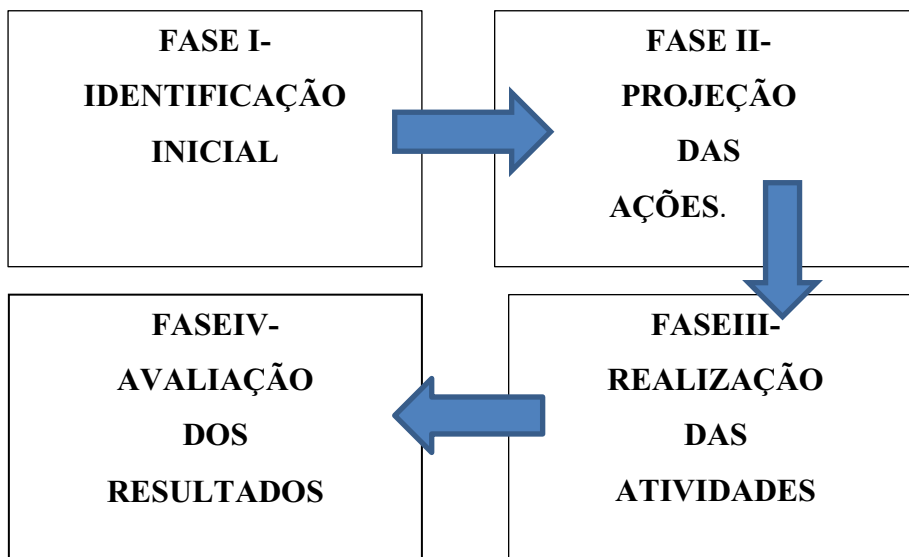 FASE I-
IDENTIFICAÇÃO
INICIAL
FASE II-
PROJEÇÃO
DAS
AÇÕES.
FASEIII-
REALIZAÇÃO
DAS
ATIVIDADES
FASEIV-
AVALIAÇÃO
DOS
RESULTADOS